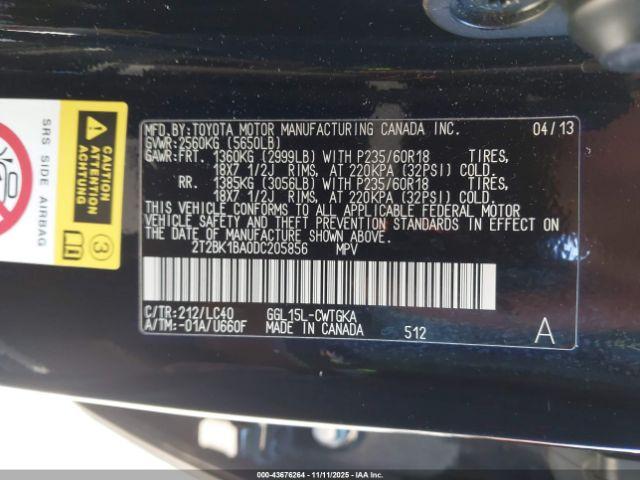 MFD.BY:TOYOTA MOTOR MANUFACTURING CANADA INC. 04/13
GVWR:2560KG (5650LB)
GAWR:FRT. 1360KG (2999LB) WITH P235/60R18 TIRES,
18X7 1/2J RIMS, AT 220KPA (32PSI) COLD.
RR. 1385KG (3056LB) WITH P235/60R18 TIRES,
18X7 1/2J RIMS, AT 220KPA (32PSI) COLD.
THIS VEHICLE CONFORMS TO ALL APPLICABLE FEDERAL MOTOR
VEHICLE SAFETY AND THEFT PREVENTION STANDARDS IN EFFECT ON
THE DATE OF MANUFACTURE SHOWN ABOVE.
2T2BK1BA0DC205856 MPV
C/TR:212/LC40 GGL15L-CWTGKA
A/TM:-01A/U660F MADE IN CANADA 512 A
SRS SIDE AIRBAG
ATTENTION
ACHTUNG
3
000-43676264 - 11/11/2025 - IAAI.CA